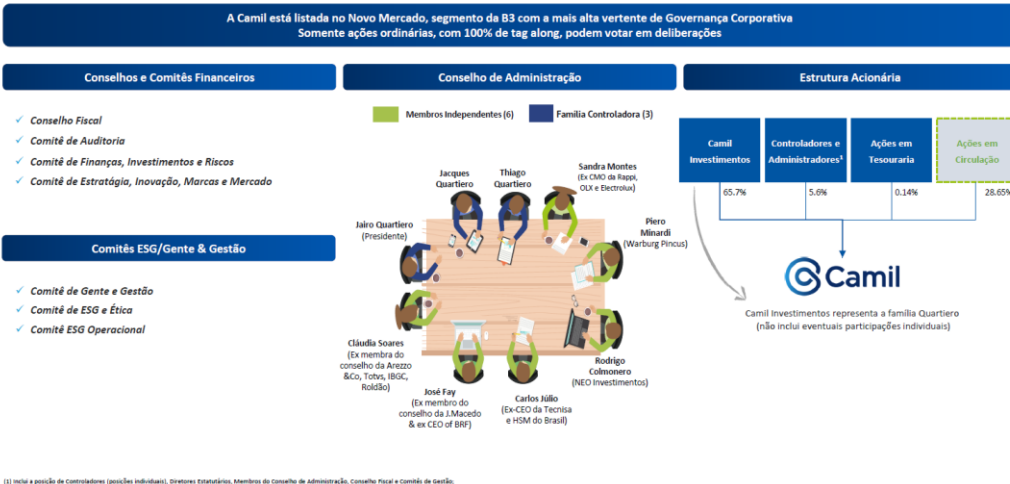 A Camil está listada no Novo Mercado, segmento da B3 com a mais alta vertente de Governança Corporativa
Somente ações ordinárias, com 100% de tag along, podem votar em deliberações
Conselhos e Comitês Financeiros
✓ Conselho Fiscal
✓ Comitê de Auditoria
✓ Comitê de Finanças, Investimentos e Riscos
✓ Comitê de Estratágia, Inovação, Marcas e Mercado
Comitês ESG/Gente & Gestão
✓ Comitê de Gente e Gestão
✓ Comitê de ESG e Ética
✓ Comitê ESG Operacional
Conselho de Administração
Membros Independentes (6)
Família Controladora (3)
Jacques
Quartiero
Thiago
Quartiero
Sandra Montes
(Ex CMO da Rappi,
OLX e Electrolux)
Jairo Quartiero
(Presidente)
Piero
Minardi
(Warburg Pincus)
Cláudia Soares
(Ex membra do
conselho da Arezzo
&Co, Totvs, IBGC,
Roldão)
José Fay
(Ex membro do
conselho da J.Macedo
& ex CEO of BRF)
Carlos Júlio
(Ex-CEO da Tecnisa
e HSM do Brasil)
Rodrigo
Colmonero
(NEO Investimentos)
Estrutura Acionária
Camil
Investimentos
Controladores e
Administradores¹
Ações em
Tesouraria
Ações em
Circulação
65.7%
5.6%
0.14%
28.65%
Camil
Camil Investimentos representa a família Quartiero
(não inclui eventuais participações individuais)
(1) Inclui a posição de Controladores (posições individuais), Diretores Estatutários, Membros do Conselho de Administração, Conselho Fiscal e Comitês de Gestão;